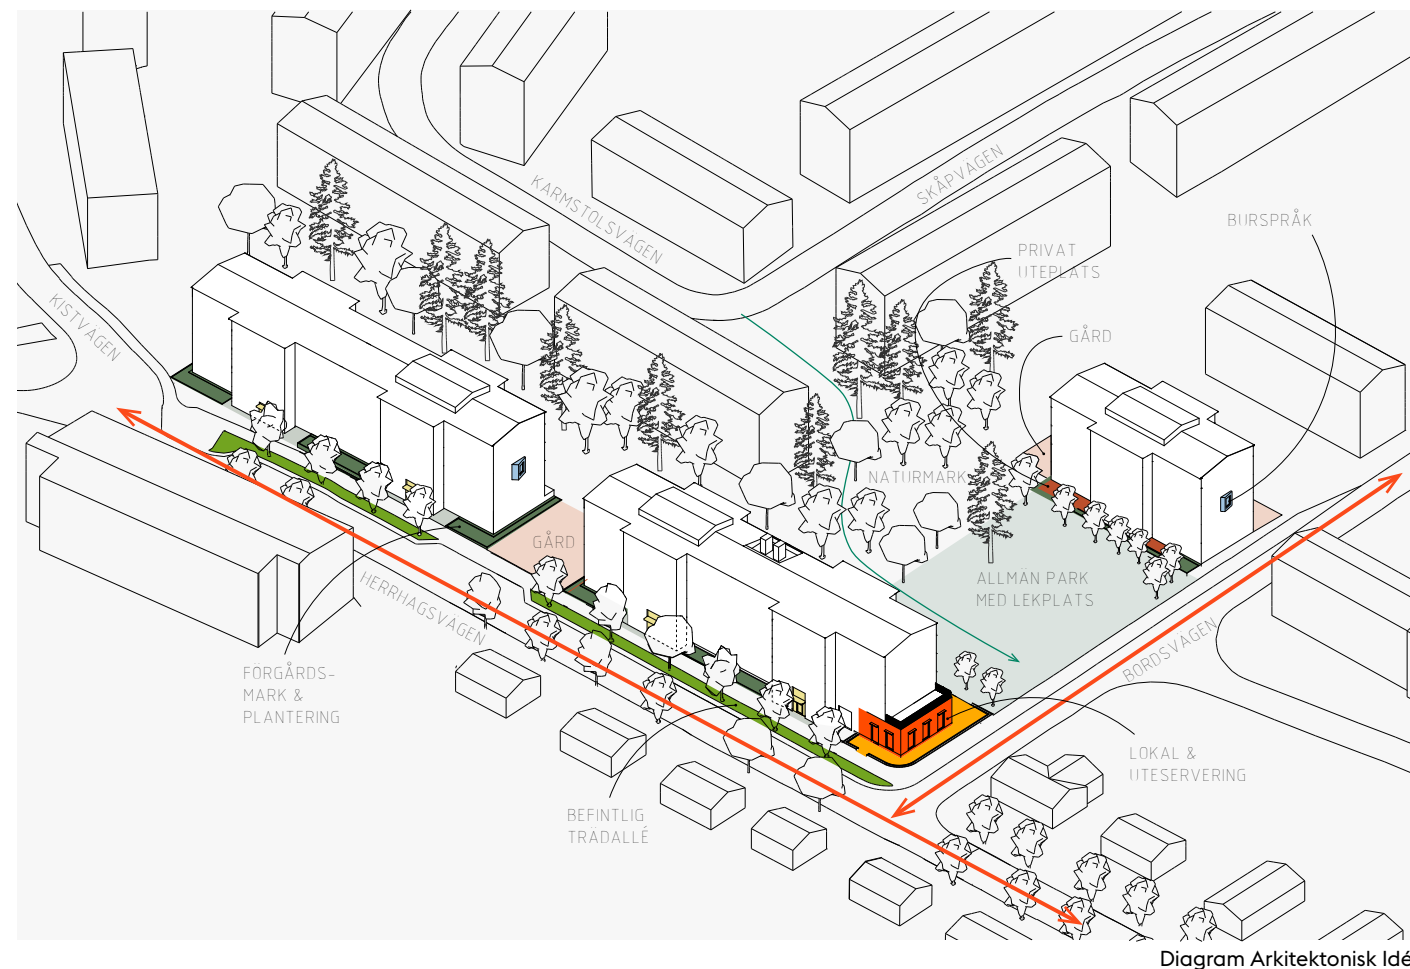 KARMSTOLSVÄGEN
SKÅPVÄGEN
BURSPRÅK
PRIVAT
UTEPLATS
KISTVÄGEN
GÅRD
NATURMARK
GÅRD
ALLMÄN PARK
MED LEKPLATS
HERRHAGSVÄGEN
BORDSVÄGEN
FÖRGÅRDS-
MARK &
PLANTERING
LOKAL &
UTESERVERING
BEFINTLIG
TRÄDALLÉ
Diagram Arkitektonisk Idé